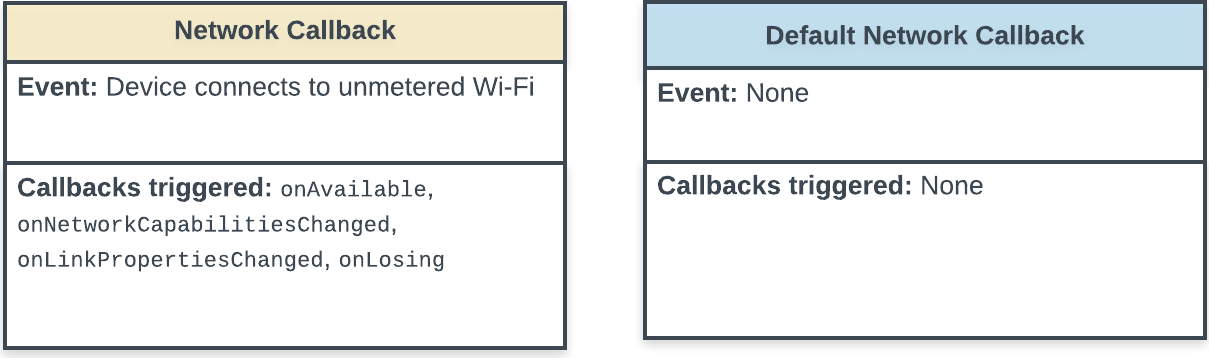 Network Callback
Event: Device connects to unmetered Wi-Fi
Callbacks triggered: onAvailable,
onNetworkCapabilitiesChanged,
onLinkPropertiesChanged, onLosing
Default Network Callback
Event: None
Callbacks triggered: None